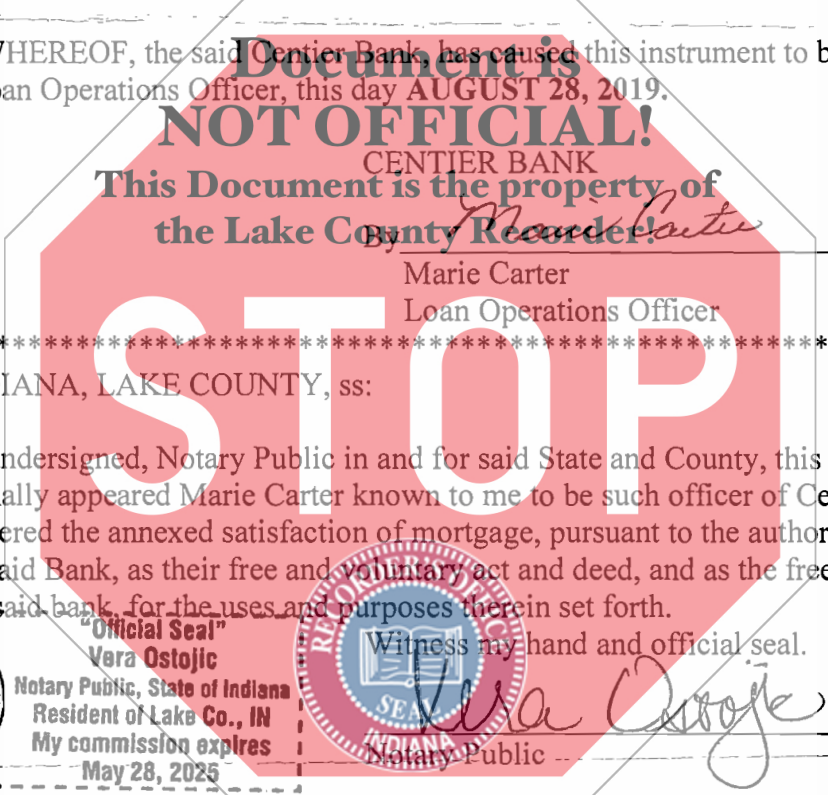 WHEREOF, the said Centier Bank, has caused this instrument to b
Loan Operations Officer, this day AUGUST 28, 2019.
Document is
NOT OFFICIAL!
This Document is the property of
the Lake County Recorder!
CENTIER BANK
By Marie Carter
Marie Carter
Loan Operations Officer
STOP
************************************************************
IANA, LAKE COUNTY, ss:
ndersigned, Notary Public in and for said State and County, this
ally appeared Marie Carter known to me to be such officer of Ce
ered the annexed satisfaction of mortgage, pursuant to the author
aid Bank, as their free and voluntary act and deed, and as the free
said bank, for the uses and purposes therein set forth.
Witness my hand and official seal.
"Official Seal"
Vera Ostojic
Notary Public, State of Indiana
Resident of Lake Co., IN
My commission expires
May 28, 2025
RECORDER'S OFFICE
SEAL
INDIANA
Vera Ostojic
Notary Public